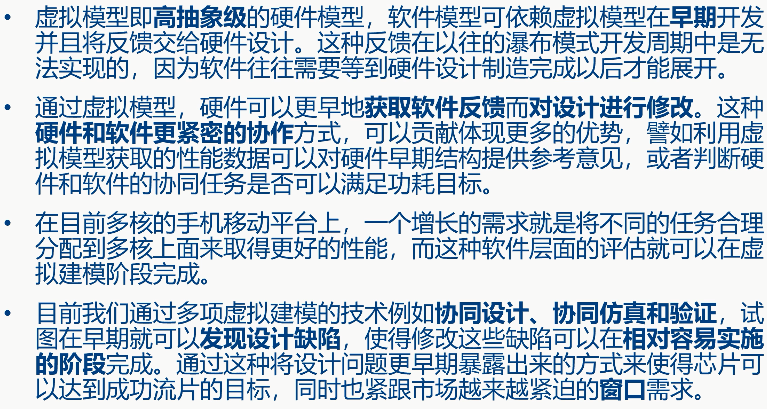 • 虚拟模型即高抽象级的硬件模型，软件模型可依赖虚拟模型在早期开发
并且将反馈交给硬件设计。这种反馈在以往的瀑布模式开发周期中是无
法实现的，因为软件往往需要等到硬件设计制造完成以后才能展开。
• 通过虚拟模型，硬件可以更早地获取软件反馈而对设计进行修改。这种
硬件和软件更紧密的协作方式，可以贡献体现更多的优势，譬如利用虚
拟模型获取的性能数据可以对硬件早期结构提供参考意见，或者判断硬
件和软件的协同任务是否可以满足功耗目标。
• 在目前多核的手机移动平台上，一个增长的需求就是将不同的任务合理
分配到多核上面来取得更好的性能，而这种软件层面的评估就可以在虚
拟建模阶段完成。
• 目前我们通过多项虚拟建模的技术例如协同设计、协同仿真和验证，试
图在早期就可以发现设计缺陷，使得修改这些缺陷可以在相对容易实施
的阶段完成。通过这种将设计问题更早期暴露出来的方式来使得芯片可
以达到成功流片的目标，同时也紧跟市场越来越紧迫的窗口需求。